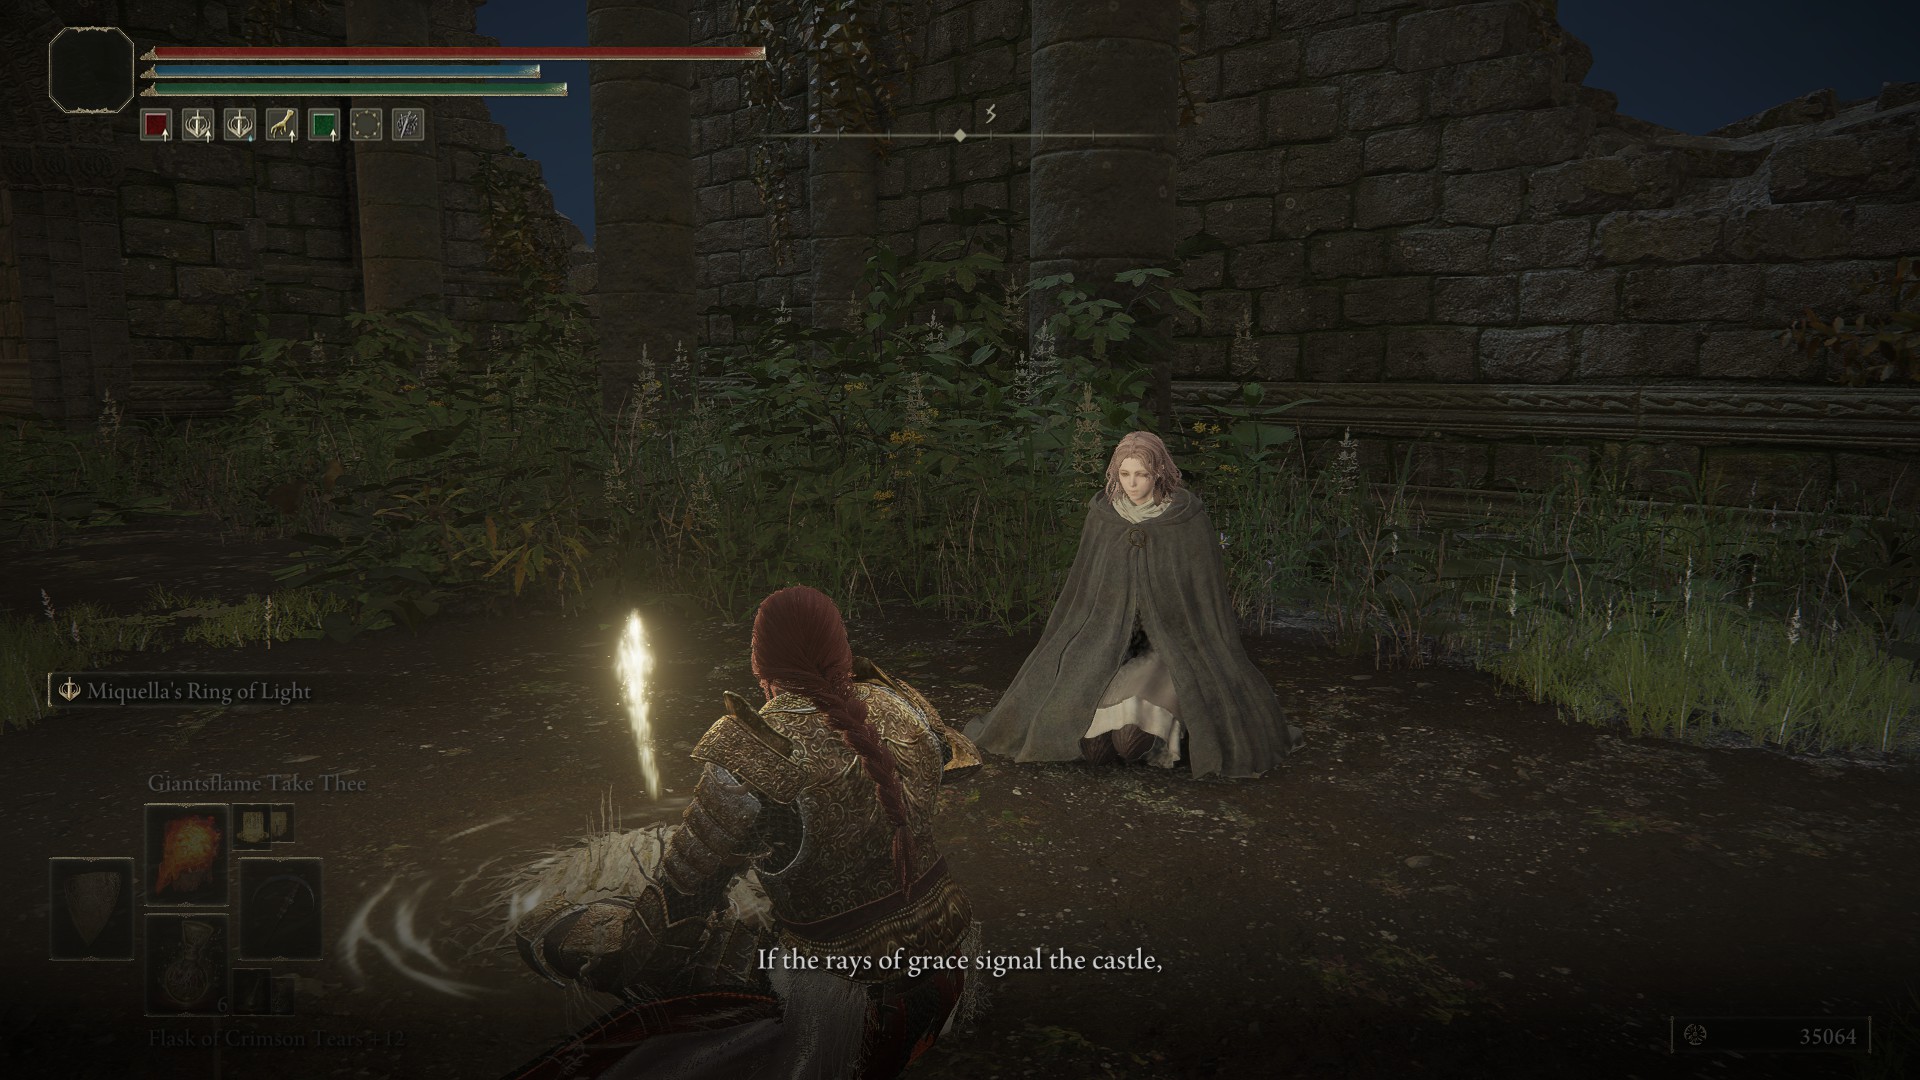 Miquella's Ring of Light
Giantsflame Take Thee
If the rays of grace signal the castle,
6
Flask of Crimson Tears +12
35064